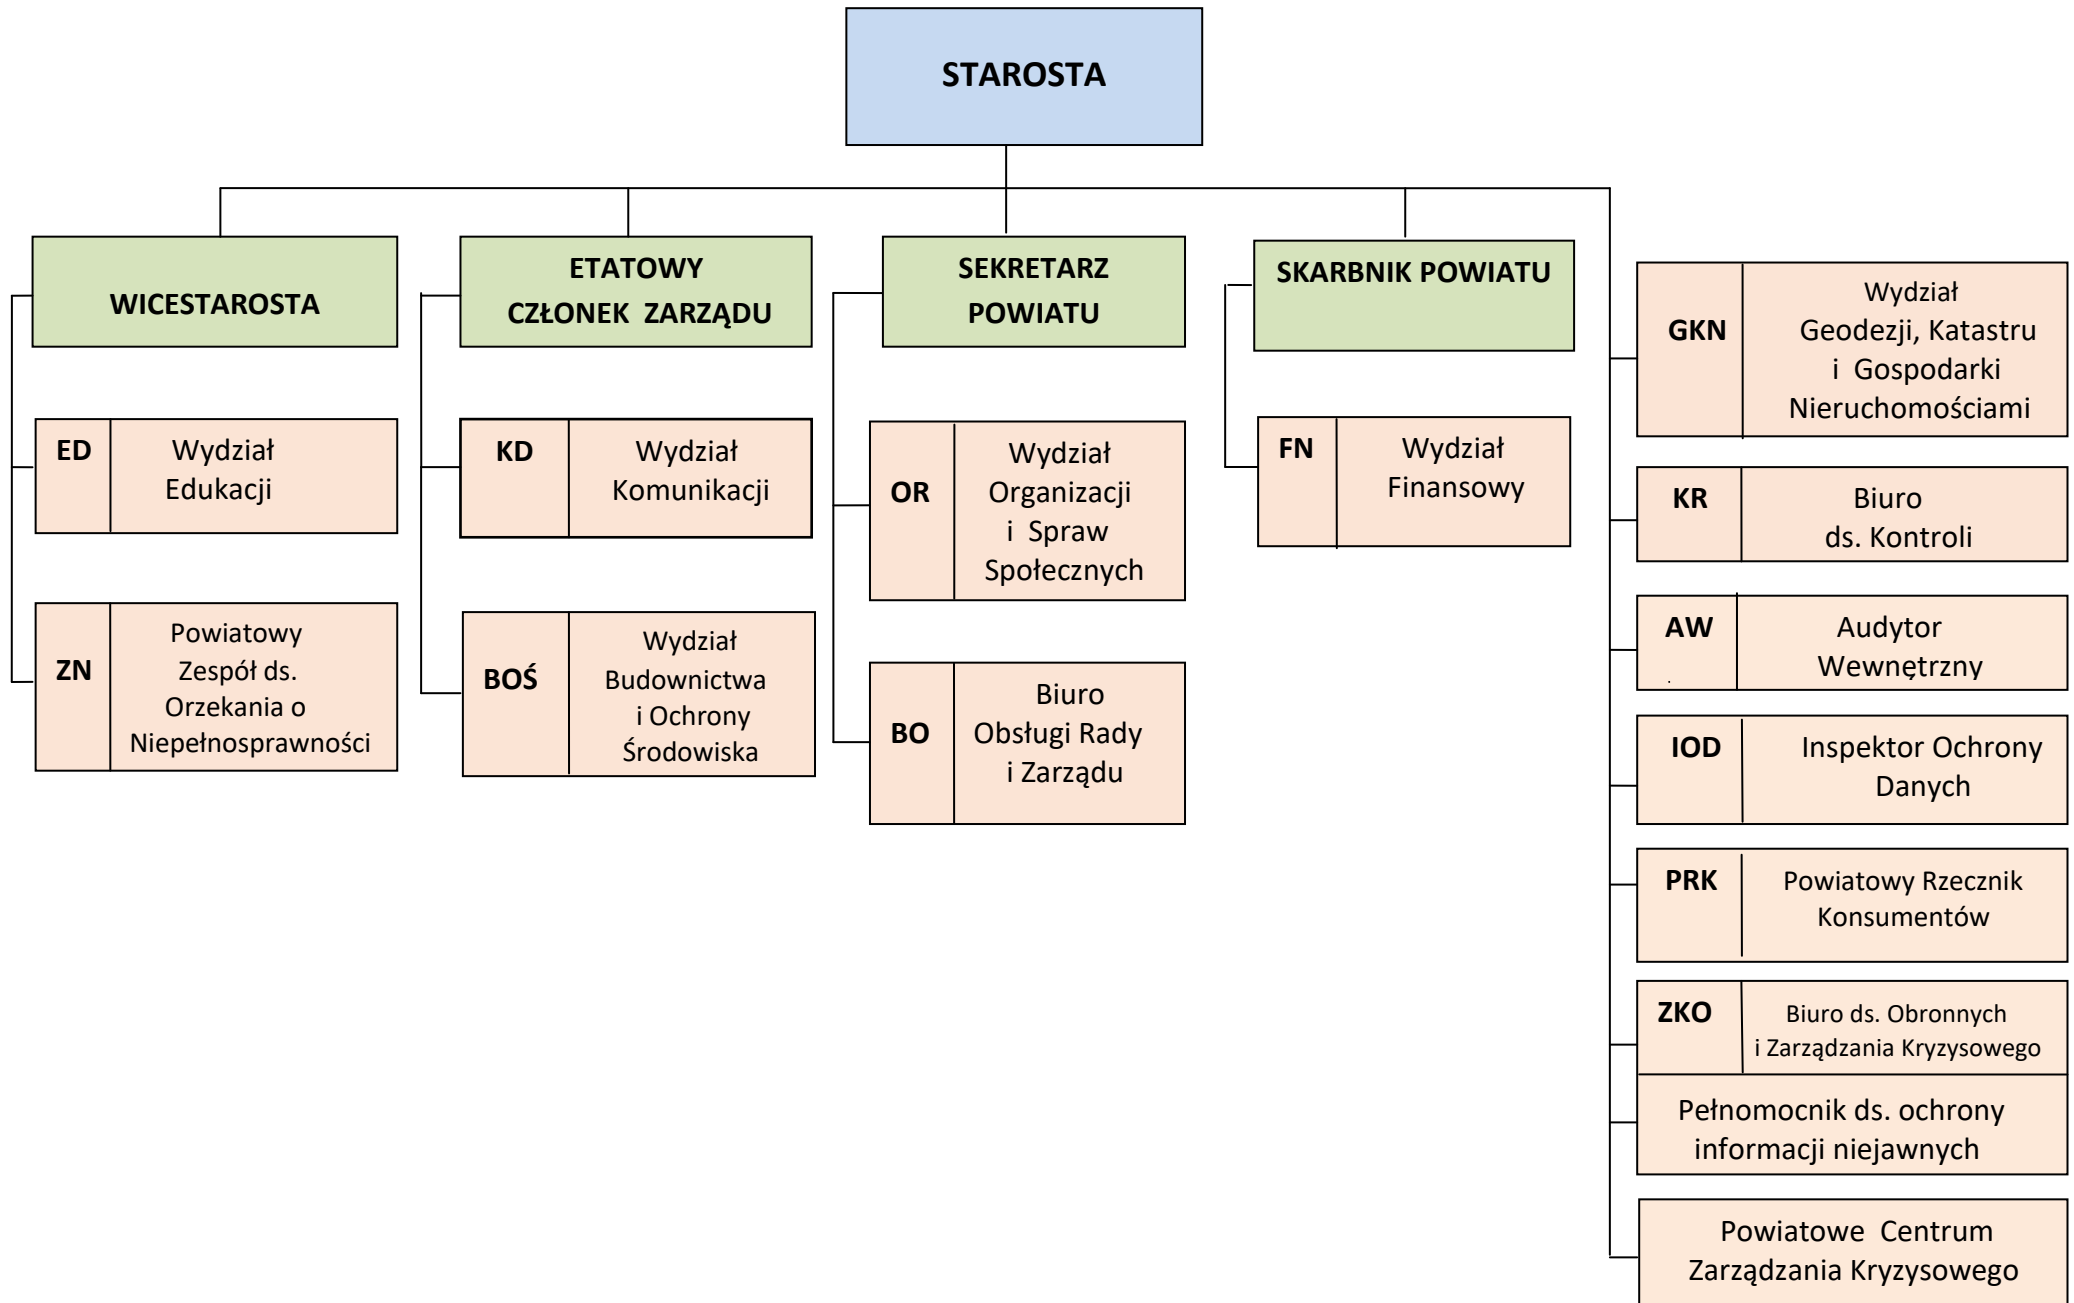 STAROSTA
WICESTAROSTA
ED
Wydział
Edukacji
ZN
Powiatowy
Zespół ds.
Orzekania o
Niepełnosprawności
ETATOWY
CZŁONEK ZARZĄDU
KD
Wydział
Komunikacji
BOŚ
Wydział
Budownictwa
i Ochrony
Środowiska
SEKRETARZ
POWIATU
OR
Wydział
Organizacji
i Spraw
Społecznych
BO
Biuro
Obsługi Rady
i Zarządu
SKARBNIK POWIATU
FN
Wydział
Finansowy
GKN
Wydział
Geodezji, Katastru
i Gospodarki
Nieruchomościami
KR
Biuro
ds. Kontroli
AW
.
Audytor
Wewnętrzny
IOD
Inspektor Ochrony
Danych
PRK
Powiatowy Rzecznik
Konsumentów
ZKO
Biuro ds. Obronnych
i Zarządzania Kryzysowego
Pełnomocnik ds. ochrony
informacji niejawnych
Powiatowe Centrum
Zarządzania Kryzysowego